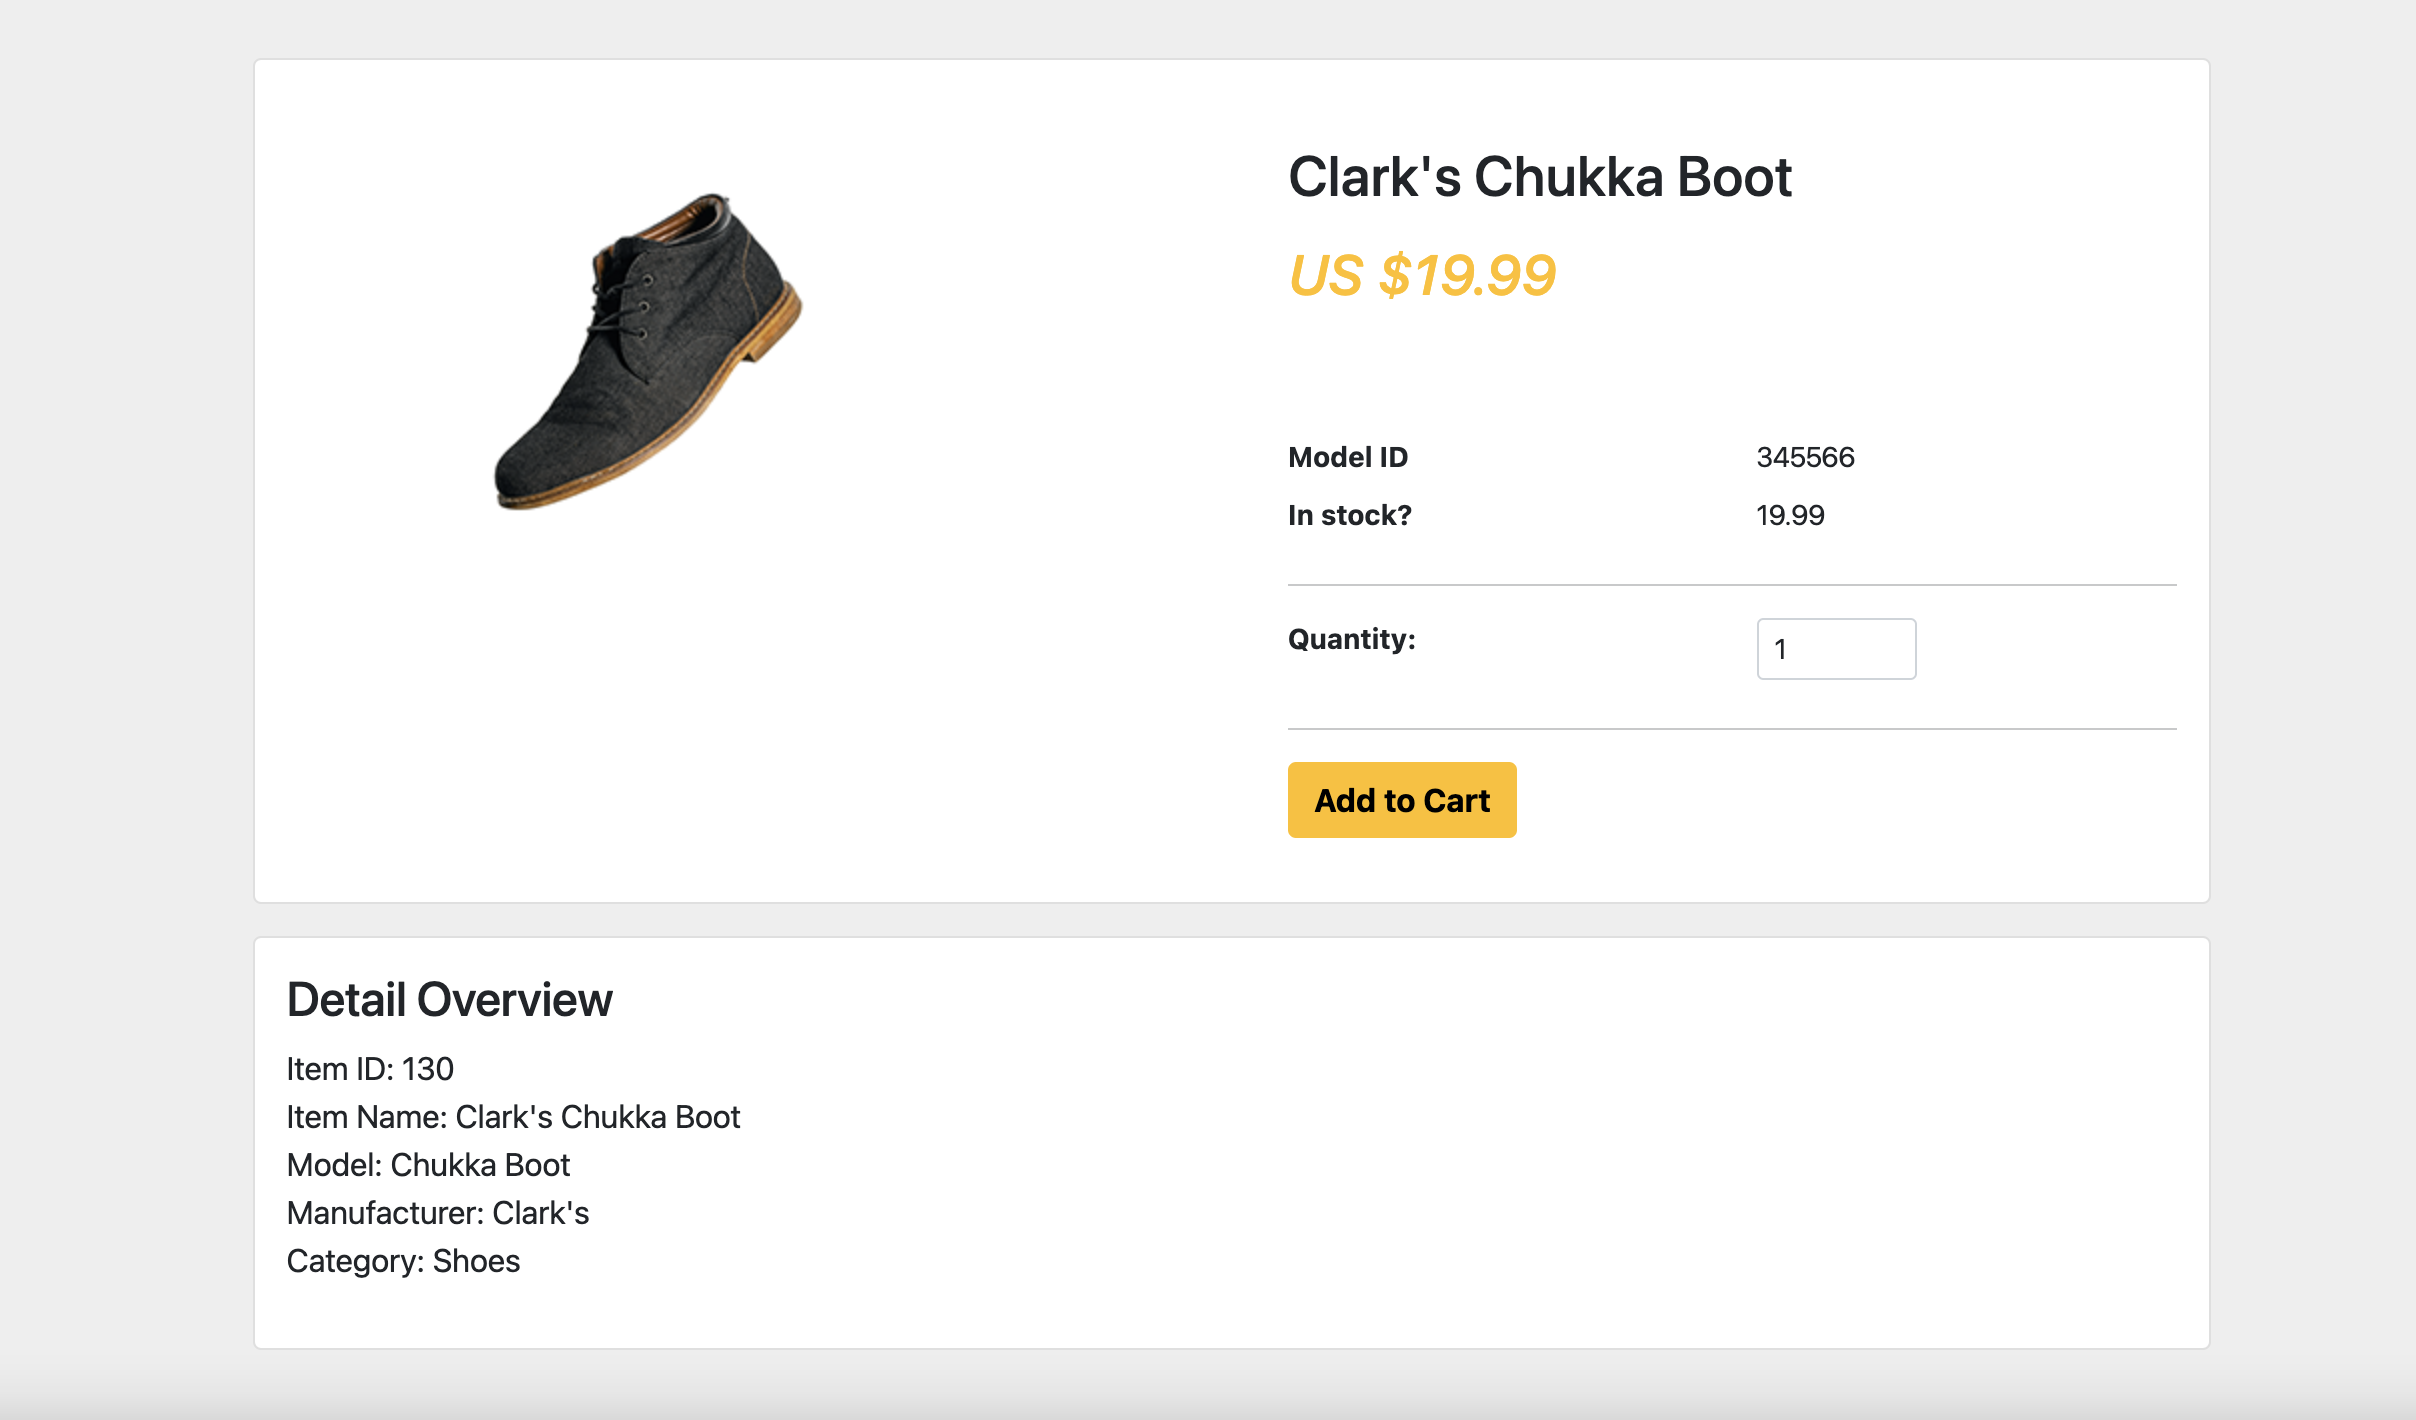 Clark's Chukka Boot
US $19.99
Model ID 345566
In stock? 19.99
Quantity: 1
Add to Cart
Detail Overview
Item ID: 130
Item Name: Clark's Chukka Boot
Model: Chukka Boot
Manufacturer: Clark's
Category: Shoes